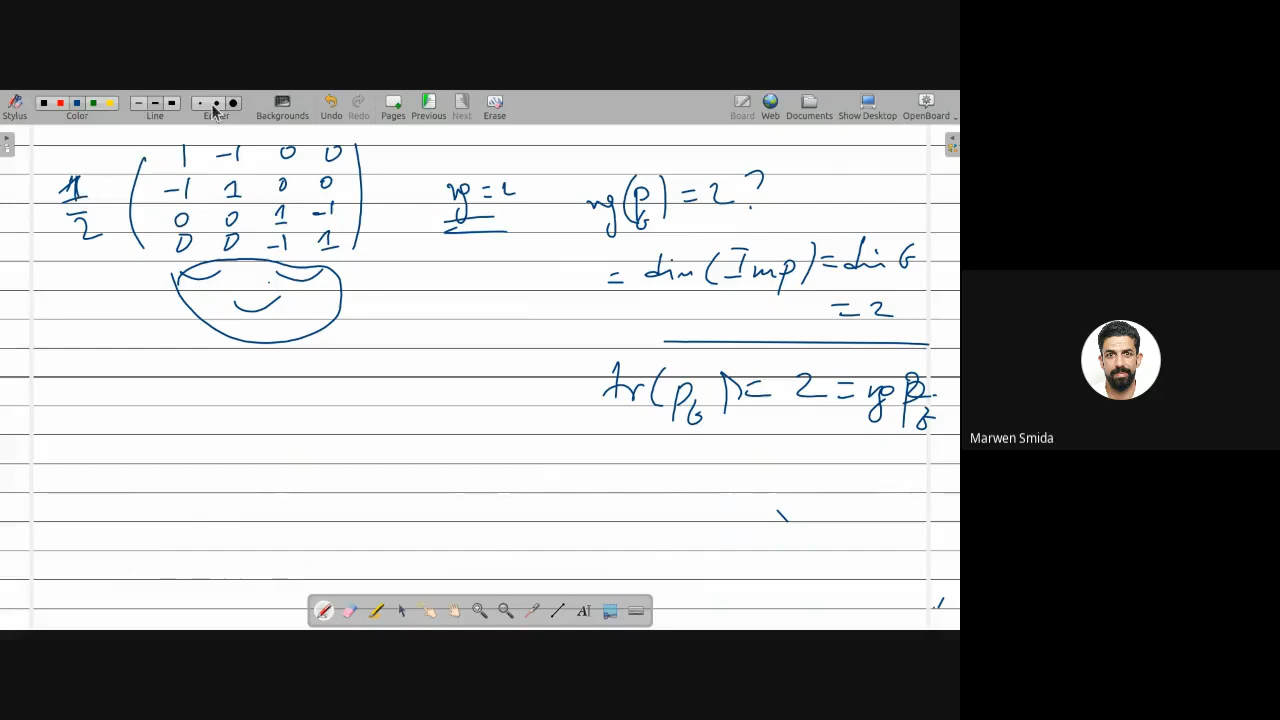 Stylus Color Line Eraser Backgrounds Undo Redo Pages Previous Next Erase Board Web Documents Show Desktop OpenBoard
1 -1 0 0
1/2 -1 1 0 0 rg = 2 rg(p_G) = 2 ?
0 0 1 -1
0 0 -1 1
= dim(Im p) = dim G
= 2
tr(p_G) = 2 = rg p_G
Marwen Smida